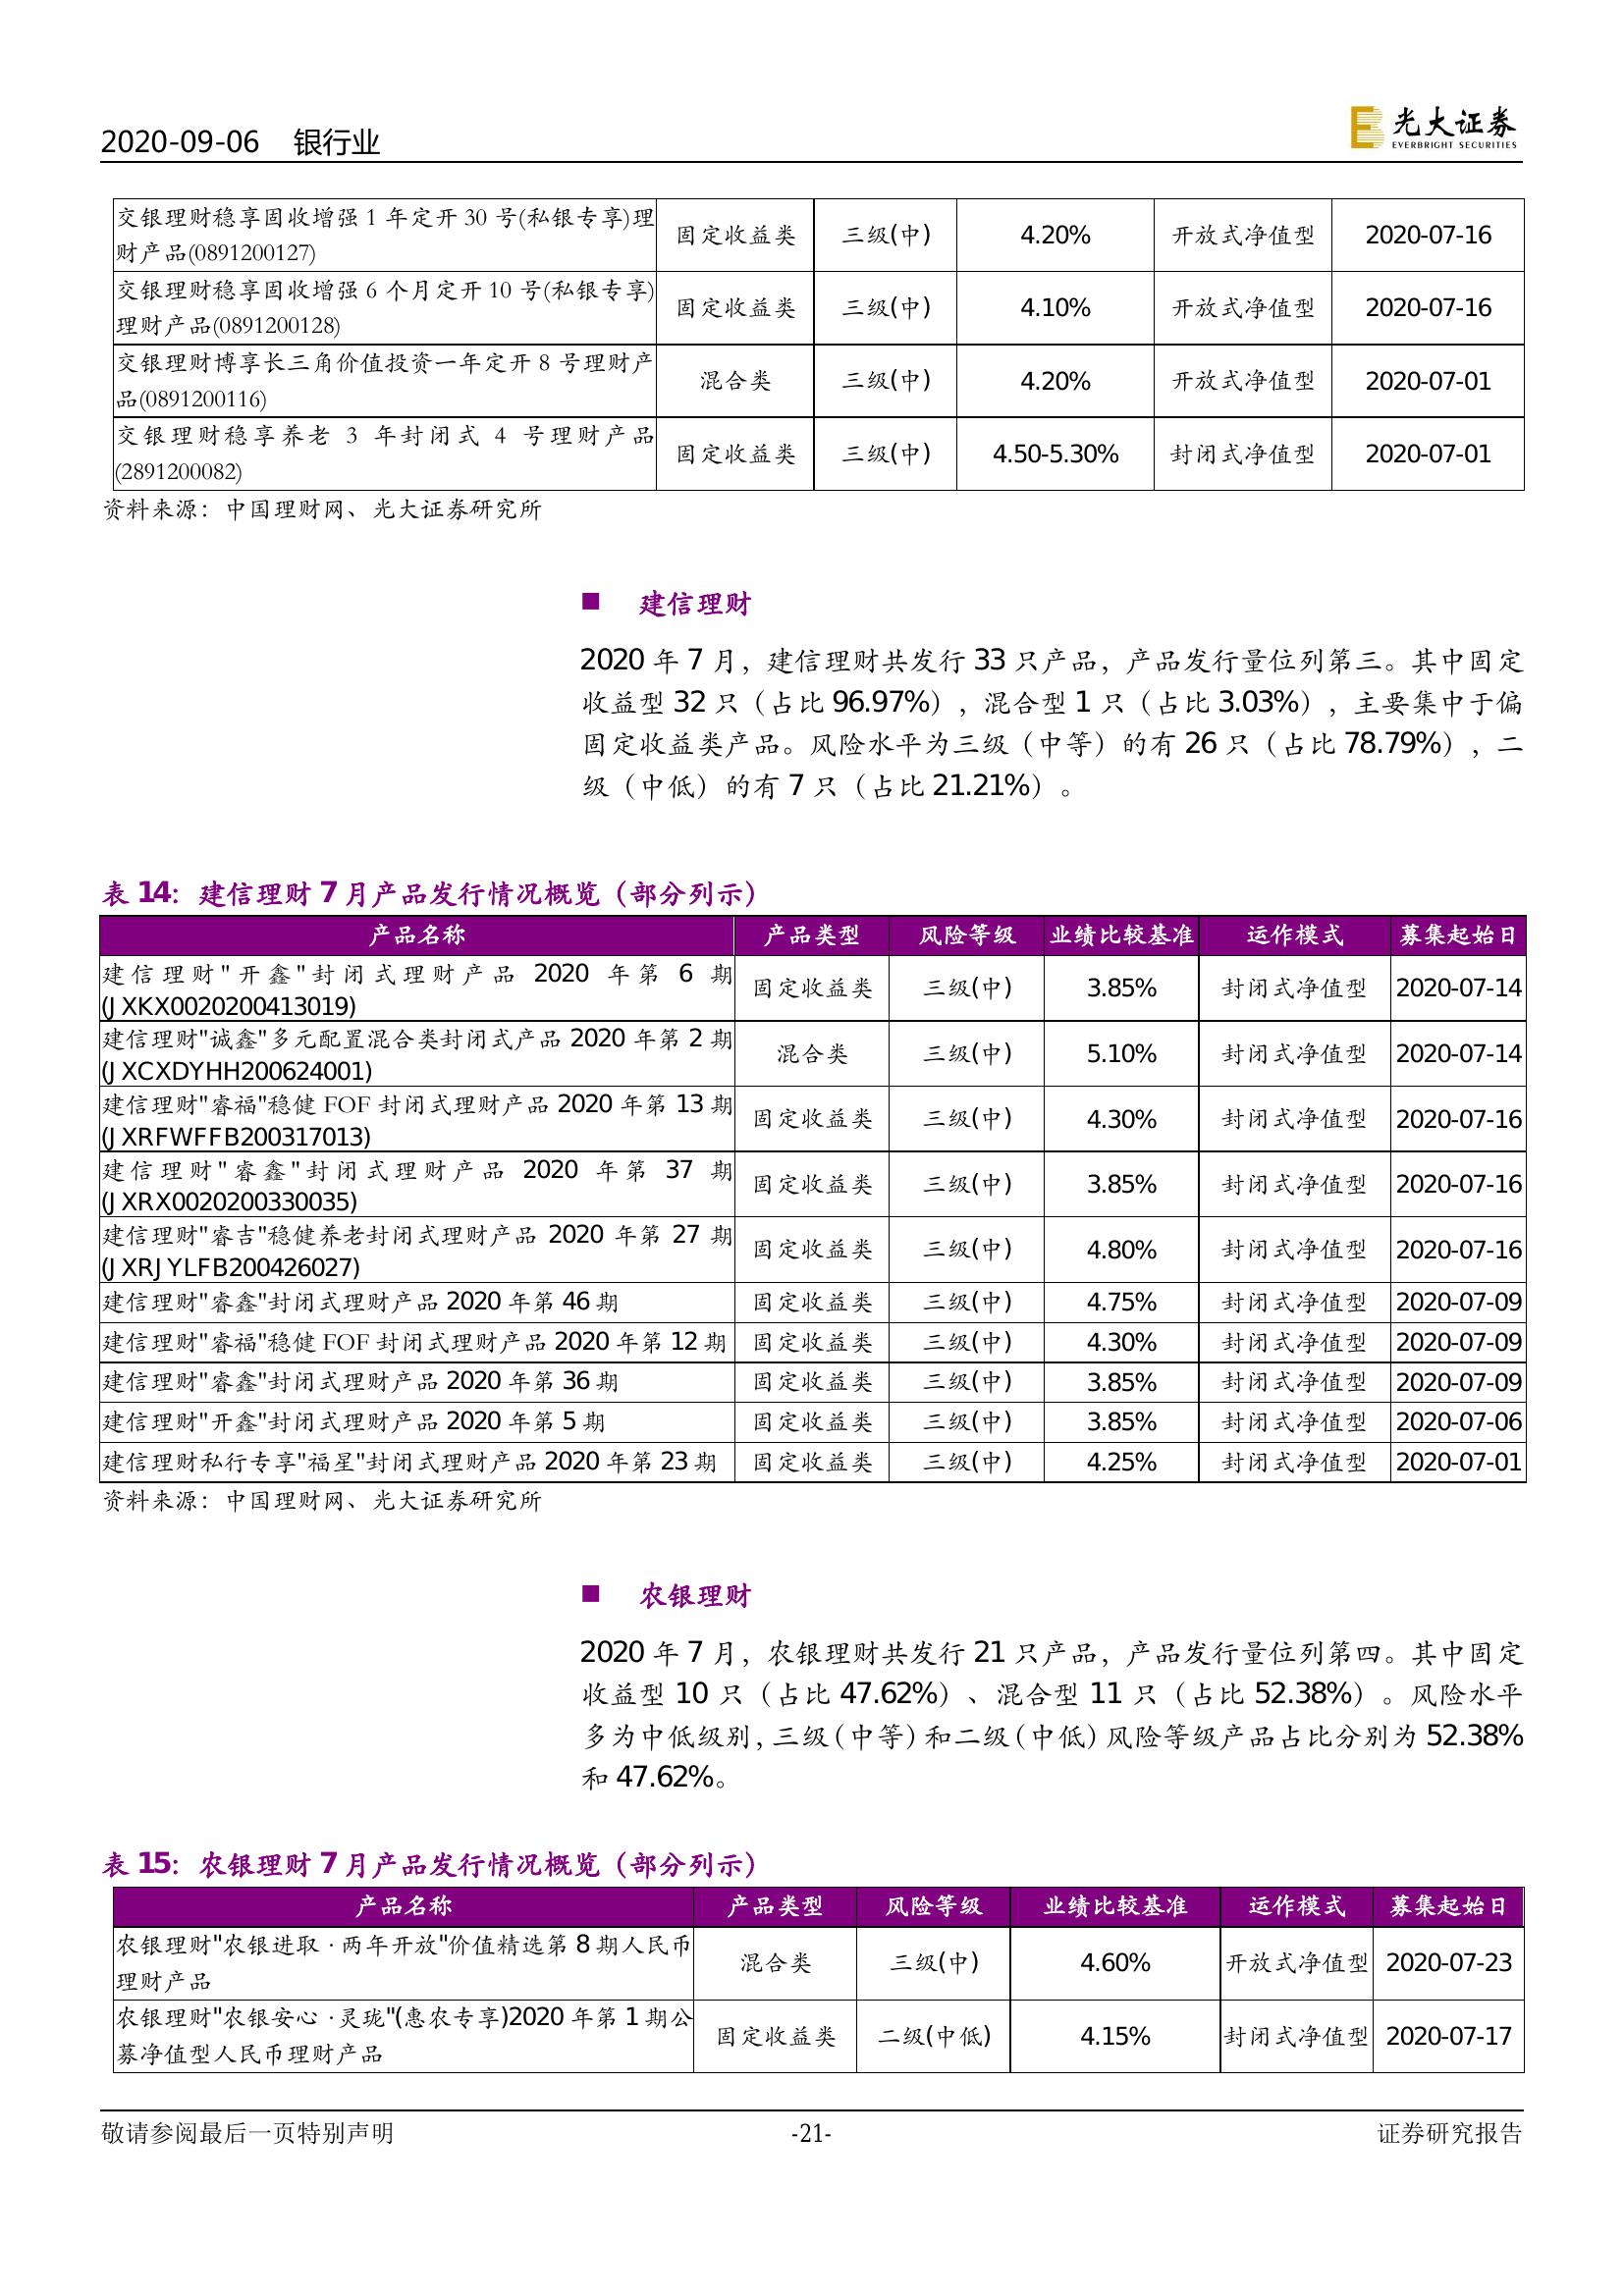 2020-09-06 银行业
光大证券
EVERBRIGHT SECURITIES
交银理财稳享固收增强 1 年定开 30 号(私银专享)理
财产品(0891200127)
固定收益类 三级(中) 4.20% 开放式净值型 2020-07-16
交银理财稳享固收增强 6 个月定开 10 号(私银专享)
理财产品(0891200128)
固定收益类 三级(中) 4.10% 开放式净值型 2020-07-16
交银理财博享长三角价值投资一年定开 8 号理财产
品(0891200116)
混合类 三级(中) 4.20% 开放式净值型 2020-07-01
交银理财稳享养老 3 年封闭式 4 号理财产品
(2891200082)
固定收益类 三级(中) 4.50-5.30% 封闭式净值型 2020-07-01
资料来源：中国理财网、光大证券研究所
■ 建信理财
2020 年 7 月，建信理财共发行 33 只产品，产品发行量位列第三。其中固定
收益型 32 只（占比 96.97%），混合型 1 只（占比 3.03%），主要集中于偏
固定收益类产品。风险水平为三级（中等）的有 26 只（占比 78.79%），二
级（中低）的有 7 只（占比 21.21%）。
表 14：建信理财 7 月产品发行情况概览（部分列示）
产品名称 产品类型 风险等级 业绩比较基准 运作模式 募集起始日
建信理财"开鑫"封闭式理财产品 2020 年第 6 期
(JXKX0020200413019)
固定收益类 三级(中) 3.85% 封闭式净值型 2020-07-14
建信理财"诚鑫"多元配置混合类封闭式产品 2020 年第 2 期
(JXCXDYHH200624001)
混合类 三级(中) 5.10% 封闭式净值型 2020-07-14
建信理财"睿福"稳健 FOF 封闭式理财产品 2020 年第 13 期
(JXRFWFFB200317013)
固定收益类 三级(中) 4.30% 封闭式净值型 2020-07-16
建信理财"睿鑫"封闭式理财产品 2020 年第 37 期
(JXRX0020200330035)
固定收益类 三级(中) 3.85% 封闭式净值型 2020-07-16
建信理财"睿吉"稳健养老封闭式理财产品 2020 年第 27 期
(JXRJYLFB200426027)
固定收益类 三级(中) 4.80% 封闭式净值型 2020-07-16
建信理财"睿鑫"封闭式理财产品 2020 年第 46 期 固定收益类 三级(中) 4.75% 封闭式净值型 2020-07-09
建信理财"睿福"稳健 FOF 封闭式理财产品 2020 年第 12 期 固定收益类 三级(中) 4.30% 封闭式净值型 2020-07-09
建信理财"睿鑫"封闭式理财产品 2020 年第 36 期 固定收益类 三级(中) 3.85% 封闭式净值型 2020-07-09
建信理财"开鑫"封闭式理财产品 2020 年第 5 期 固定收益类 三级(中) 3.85% 封闭式净值型 2020-07-06
建信理财私行专享"福星"封闭式理财产品 2020 年第 23 期 固定收益类 三级(中) 4.25% 封闭式净值型 2020-07-01
资料来源：中国理财网、光大证券研究所
■ 农银理财
2020 年 7 月，农银理财共发行 21 只产品，产品发行量位列第四。其中固定
收益型 10 只（占比 47.62%）、混合型 11 只（占比 52.38%）。风险水平
多为中低级别，三级（中等）和二级（中低）风险等级产品占比分别为 52.38%
和 47.62%。
表 15：农银理财 7 月产品发行情况概览（部分列示）
产品名称 产品类型 风险等级 业绩比较基准 运作模式 募集起始日
农银理财"农银进取·两年开放"价值精选第 8 期人民币
理财产品
混合类 三级(中) 4.60% 开放式净值型 2020-07-23
农银理财"农银安心·灵珑"(惠农专享)2020 年第 1 期公
募净值型人民币理财产品
固定收益类 二级(中低) 4.15% 封闭式净值型 2020-07-17
敬请参阅最后一页特别声明 -21- 证券研究报告